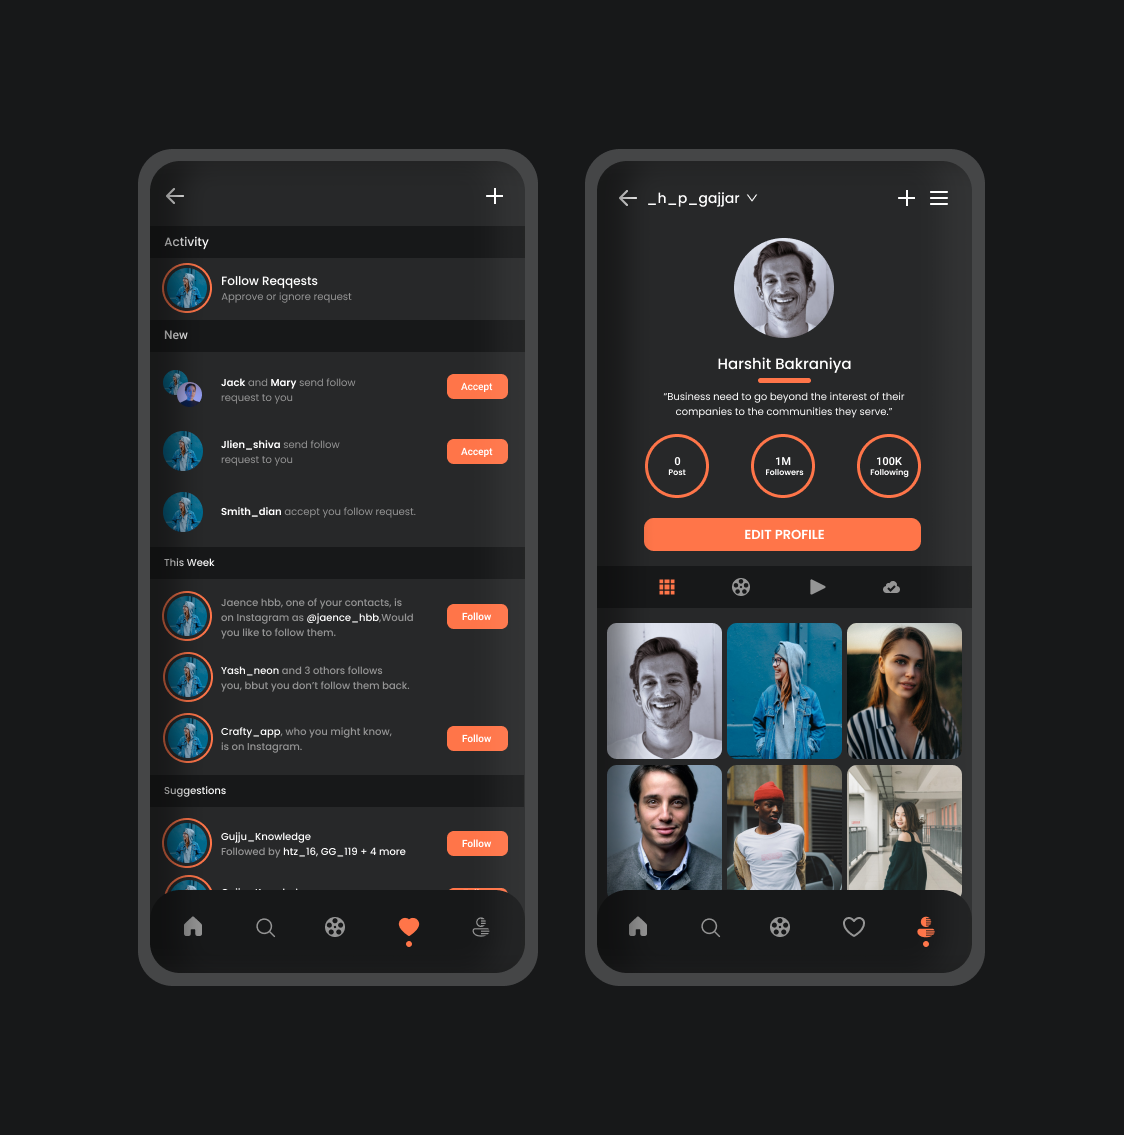 Activity
Follow Reqqests
Approve or ignore request
New
Jack and Mary send follow
request to you
Accept
Jlien_shiva send follow
request to you
Accept
Smith_dian accept you follow request.
This Week
Jaence hbb, one of your contacts, is
on Instagram as @jaence_hbb,Would
you like to follow them.
Follow
Yash_neon and 3 othors follows
you, bbut you don’t follow them back.
Crafty_app, who you might know,
is on Instagram.
Follow
Suggestions
Gujju_Knowledge
Followed by htz_16, GG_119 + 4 more
Follow
_h_p_gajjar
Harshit Bakraniya
“Business need to go beyond the interest of their
companies to the communities they serve.”
0
Post
1M
Followers
100K
Following
EDIT PROFILE